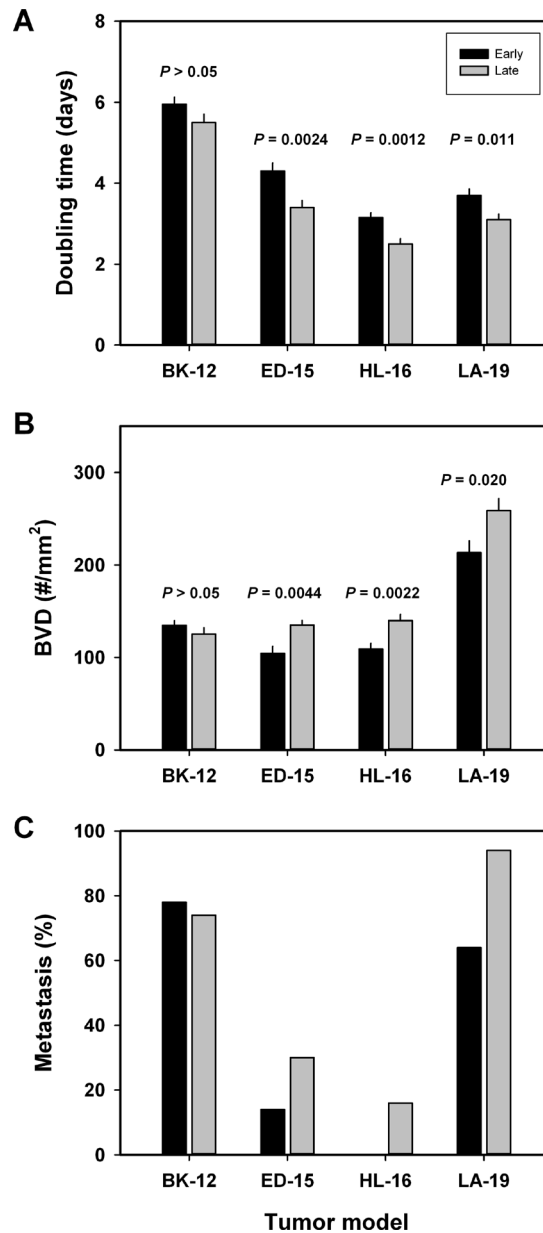 A
8
Early
Late
P > 0.05
6
P = 0.0024
P = 0.0012
P = 0.011
4
2
0
Doubling time (days)
BK-12 ED-15 HL-16 LA-19
B
300
P = 0.020
200
P > 0.05
P = 0.0044
P = 0.0022
100
0
BVD (#/mm²)
BK-12 ED-15 HL-16 LA-19
C
100
80
60
40
20
0
Metastasis (%)
BK-12 ED-15 HL-16 LA-19
Tumor model